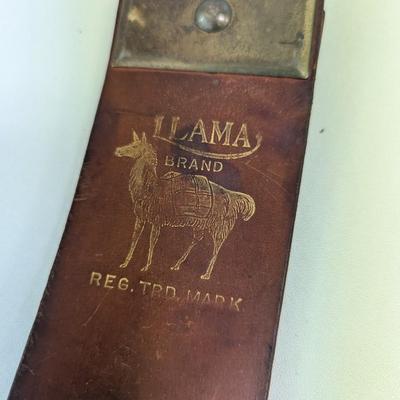 LLAMA
BRAND
REG. TRD. MARK